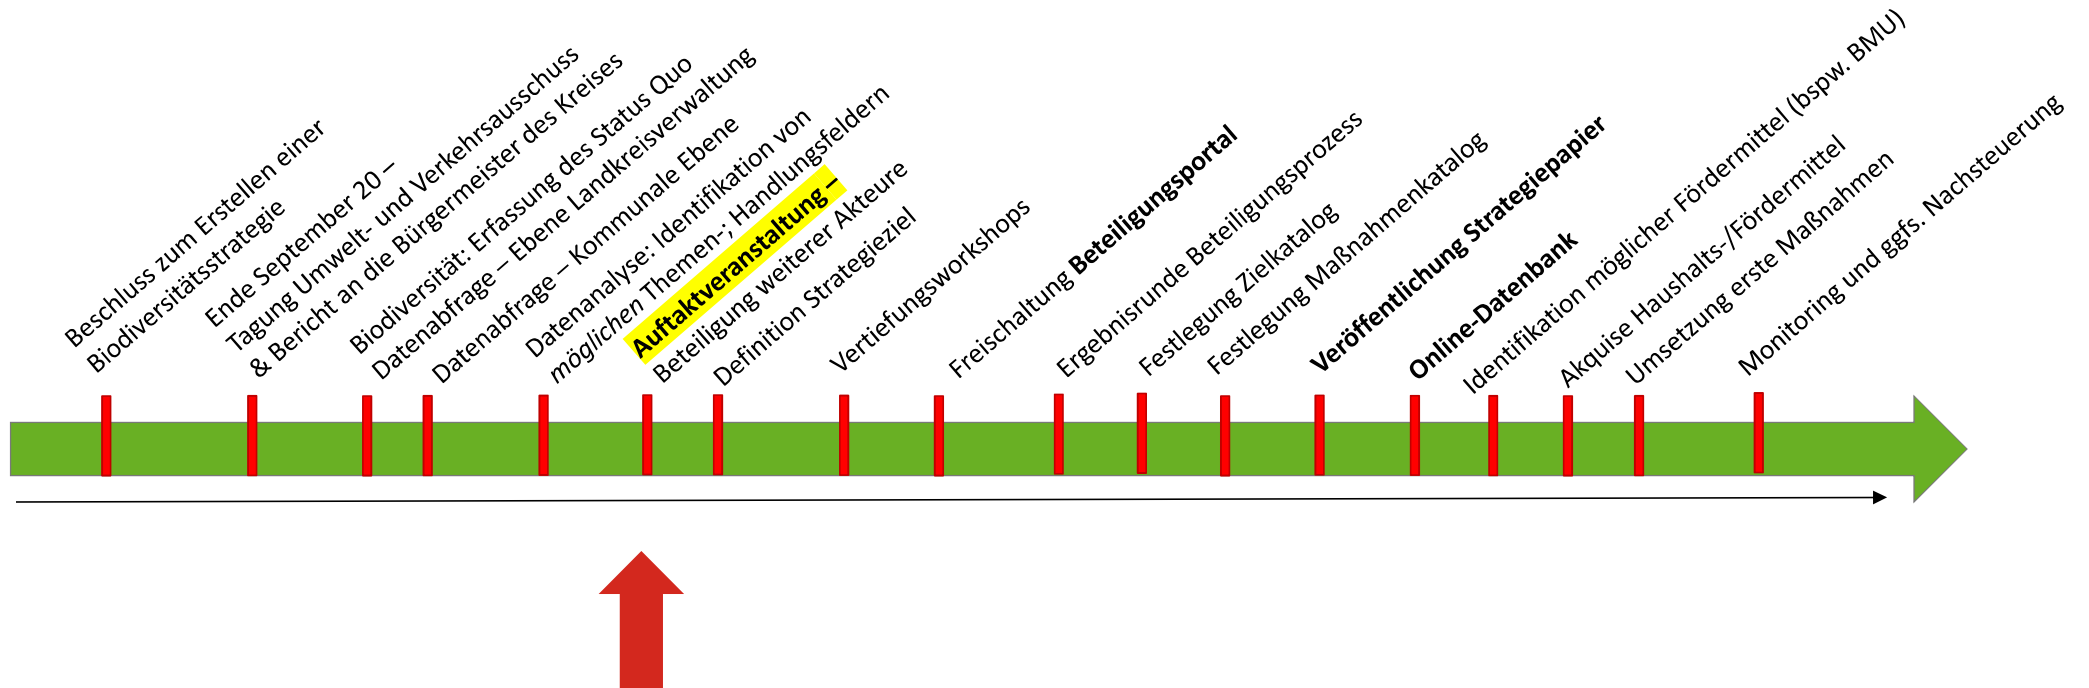 Beschluss zum Erstellen einer
Biodiversitätsstrategie
Ende September 20 –
Tagung Umwelt- und Verkehrsausschuss
& Bericht an die Bürgermeister des Kreises
Biodiversität: Erfassung des Status Quo
Datenabfrage – Ebene Landkreisverwaltung
Datenabfrage – Kommunale Ebene
Datenanalyse: Identifikation von
möglichen Themen-; Handlungsfeldern
Auftaktveranstaltung –
Beteiligung weiterer Akteure
Definition Strategieziel
Vertiefungsworkshops
Freischaltung Beteiligungsportal
Ergebnisrunde Beteiligungsprozess
Festlegung Zielkatalog
Festlegung Maßnahmenkatalog
Veröffentlichung Strategiepapier
Online-Datenbank
Identifikation möglicher Fördermittel (bspw. BMU)
Akquise Haushalts-/Fördermittel
Umsetzung erste Maßnahmen
Monitoring und ggfs. Nachsteuerung